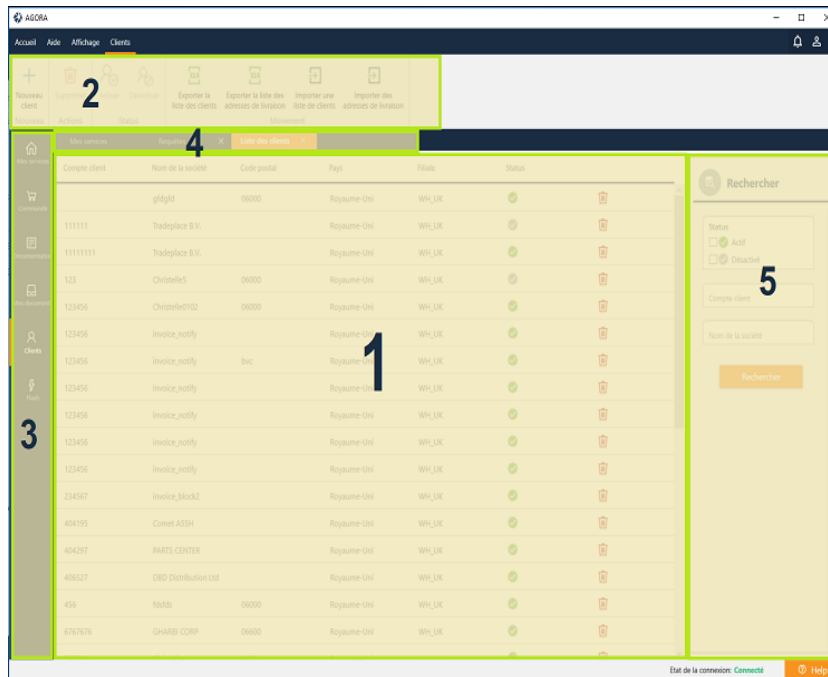 AGORA
Accueil Aide Affichage Clients
Nouveau client
Supprimer
Exporter la liste des clients
Exporter la liste des adresses de livraison
Importer une liste de clients
Importer des adresses de livraison
Nouveau Actions Status Mouvement
2
4
Mes services Liste des clients
Mes services
Commande
Clients
Flash
3
Compte client Nom de la société Code postal Pays Filiale Status
gfdgfd 06000 Royaume-Uni WH_UK
111111 Tradeplace B.V. Royaume-Uni WH_UK
11111111 Tradeplace B.V. Royaume-Uni WH_UK
123 Christelle5 06000 Royaume-Uni WH_UK
123456 Christelle0102 06000 Royaume-Uni WH_UK
123456 invoice_notify Royaume-Uni WH_UK
123456 invoice_notify bvc Royaume-Uni WH_UK
123456 invoice_notify Royaume-Uni WH_UK
123456 invoice_notify Royaume-Uni WH_UK
123456 invoice_notify Royaume-Uni WH_UK
123456 invoice_notify Royaume-Uni WH_UK
234567 invoice_block2 Royaume-Uni WH_UK
404195 Comet ASSH Royaume-Uni WH_UK
404297 PARTS CENTER Royaume-Uni WH_UK
406527 DBD Distribution Ltd Royaume-Uni WH_UK
456 fdsfds 06000 Royaume-Uni WH_UK
6767676 GHARBI CORP 06600 Royaume-Uni WH_UK
1
Rechercher
Status
Actif
Désactivé
5
Compte client
Nom de la société
Rechercher
Etat de la connexion: Connecté
Help